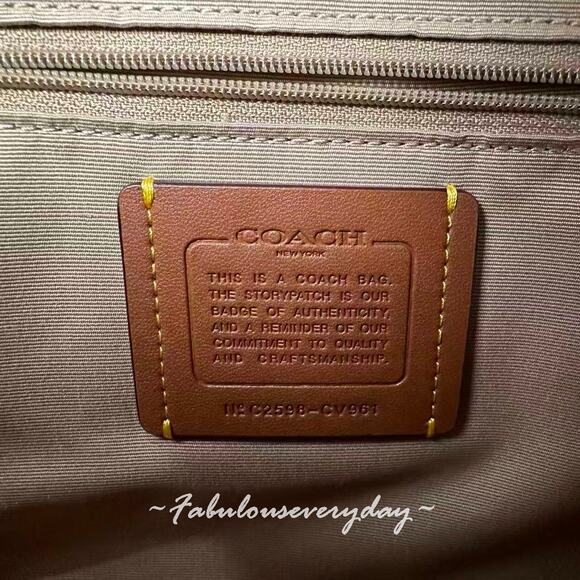 COACH
NEW YORK
THIS IS A COACH BAG.
THE STORYPATCH IS OUR
BADGE OF AUTHENTICITY,
AND A REMINDER OF OUR
COMMITMENT TO QUALITY
AND CRAFTSMANSHIP.
Nº C2598-CV961
~Fabulouseveryday~